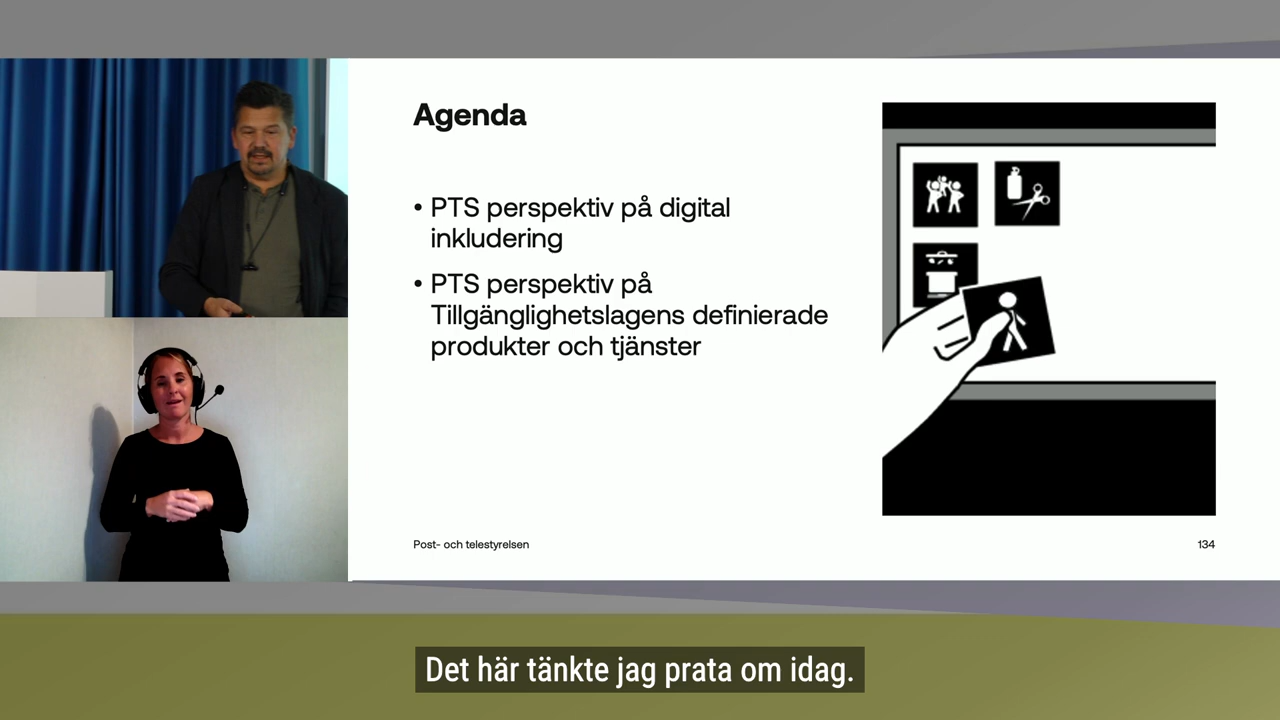 Agenda
• PTS perspektiv på digital
inkludering
• PTS perspektiv på
Tillgänglighetslagens definierade
produkter och tjänster
Post- och telestyrelsen
134
Det här tänkte jag prata om idag.